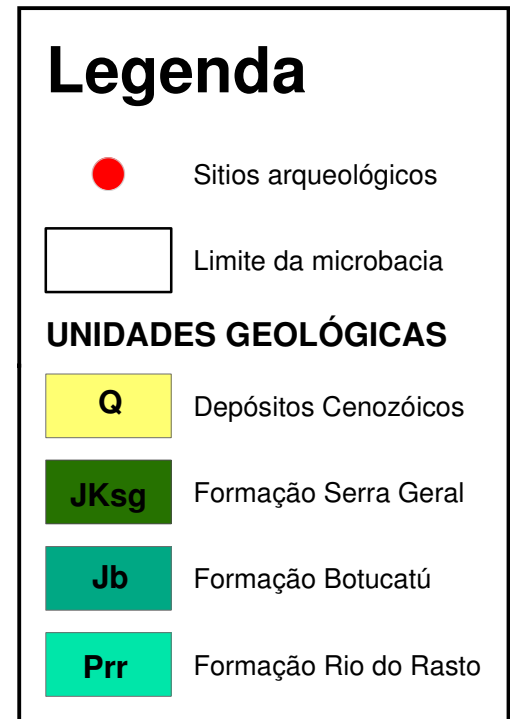 Legenda
Sitios arqueológicos
Limite da microbacia
UNIDADES GEOLÓGICAS
Q Depósitos Cenozóicos
JKsg Formação Serra Geral
Jb Formação Botucatú
Prr Formação Rio do Rasto